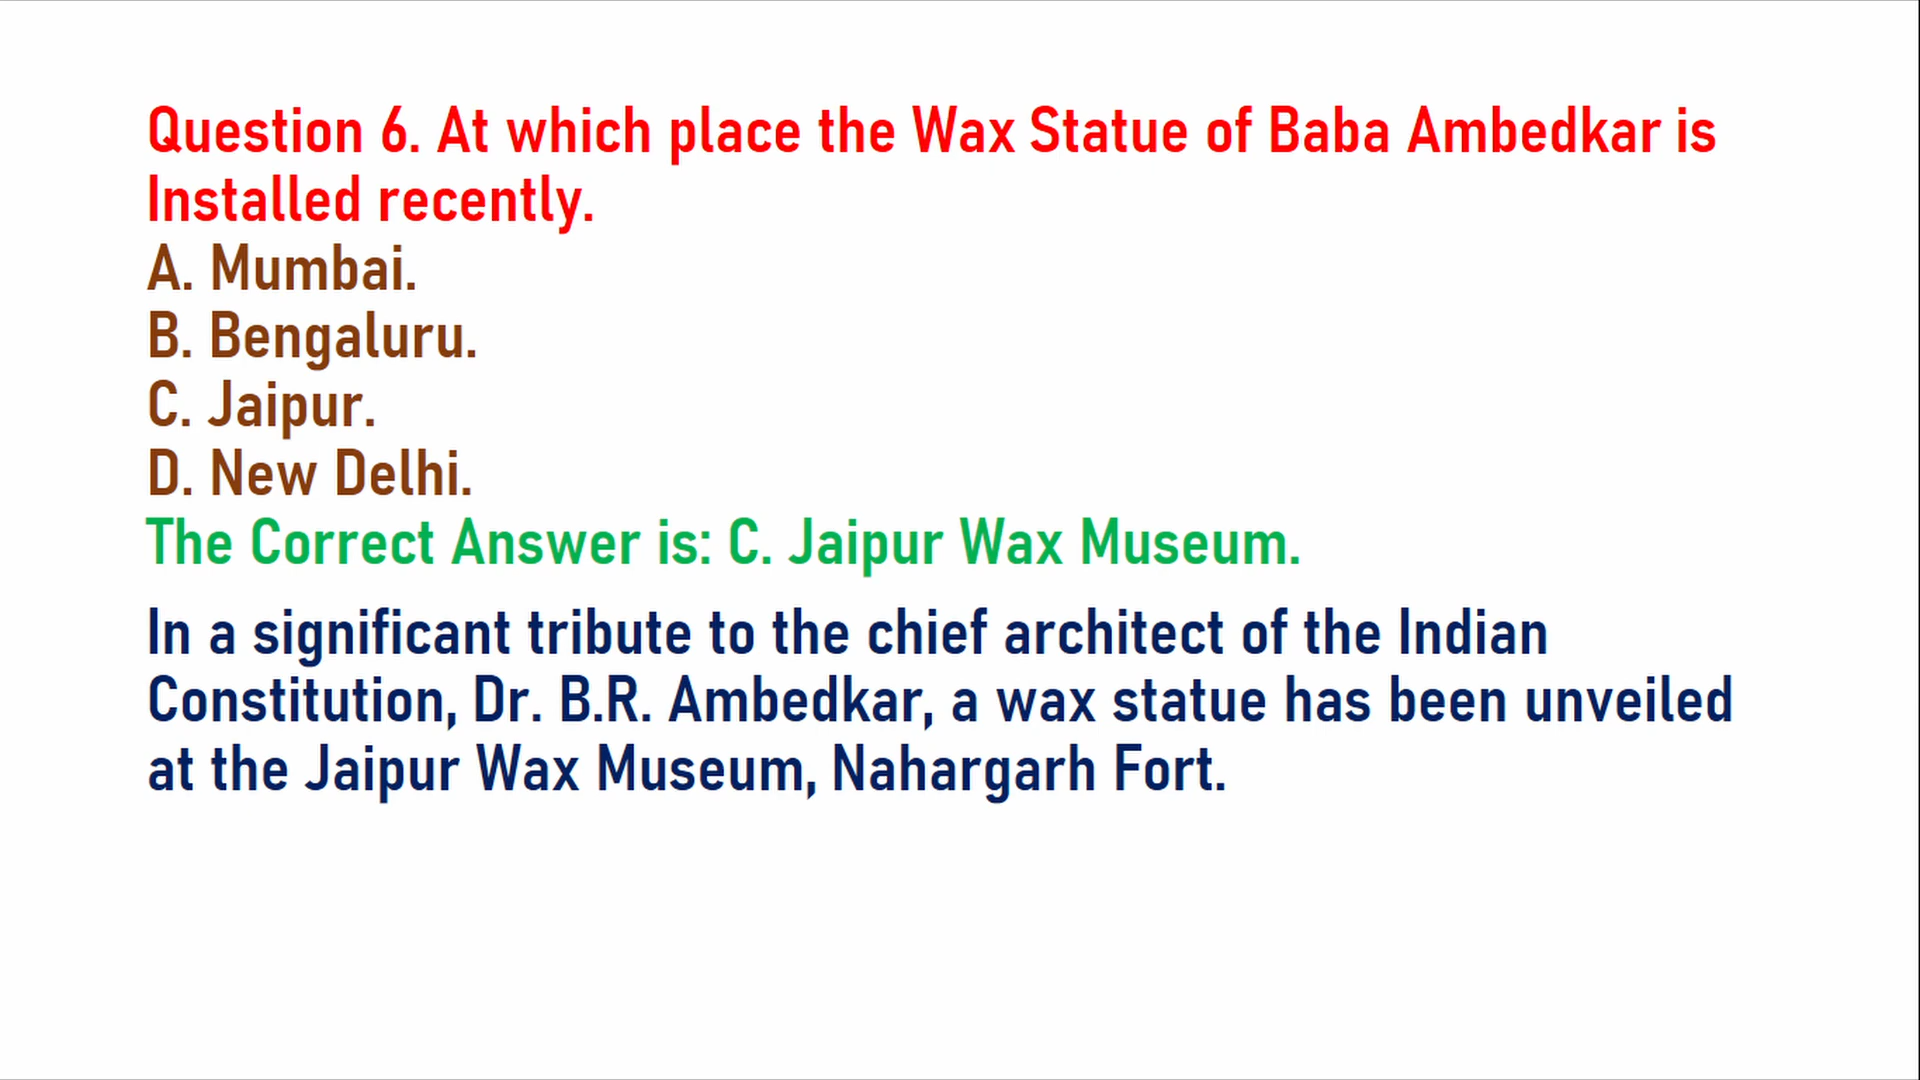 Question 6. At which place the Wax Statue of Baba Ambedkar is
Installed recently.
A. Mumbai.
B. Bengaluru.
C. Jaipur.
D. New Delhi.
The Correct Answer is: C. Jaipur Wax Museum.
In a significant tribute to the chief architect of the Indian
Constitution, Dr. B.R. Ambedkar, a wax statue has been unveiled
at the Jaipur Wax Museum, Nahargarh Fort.